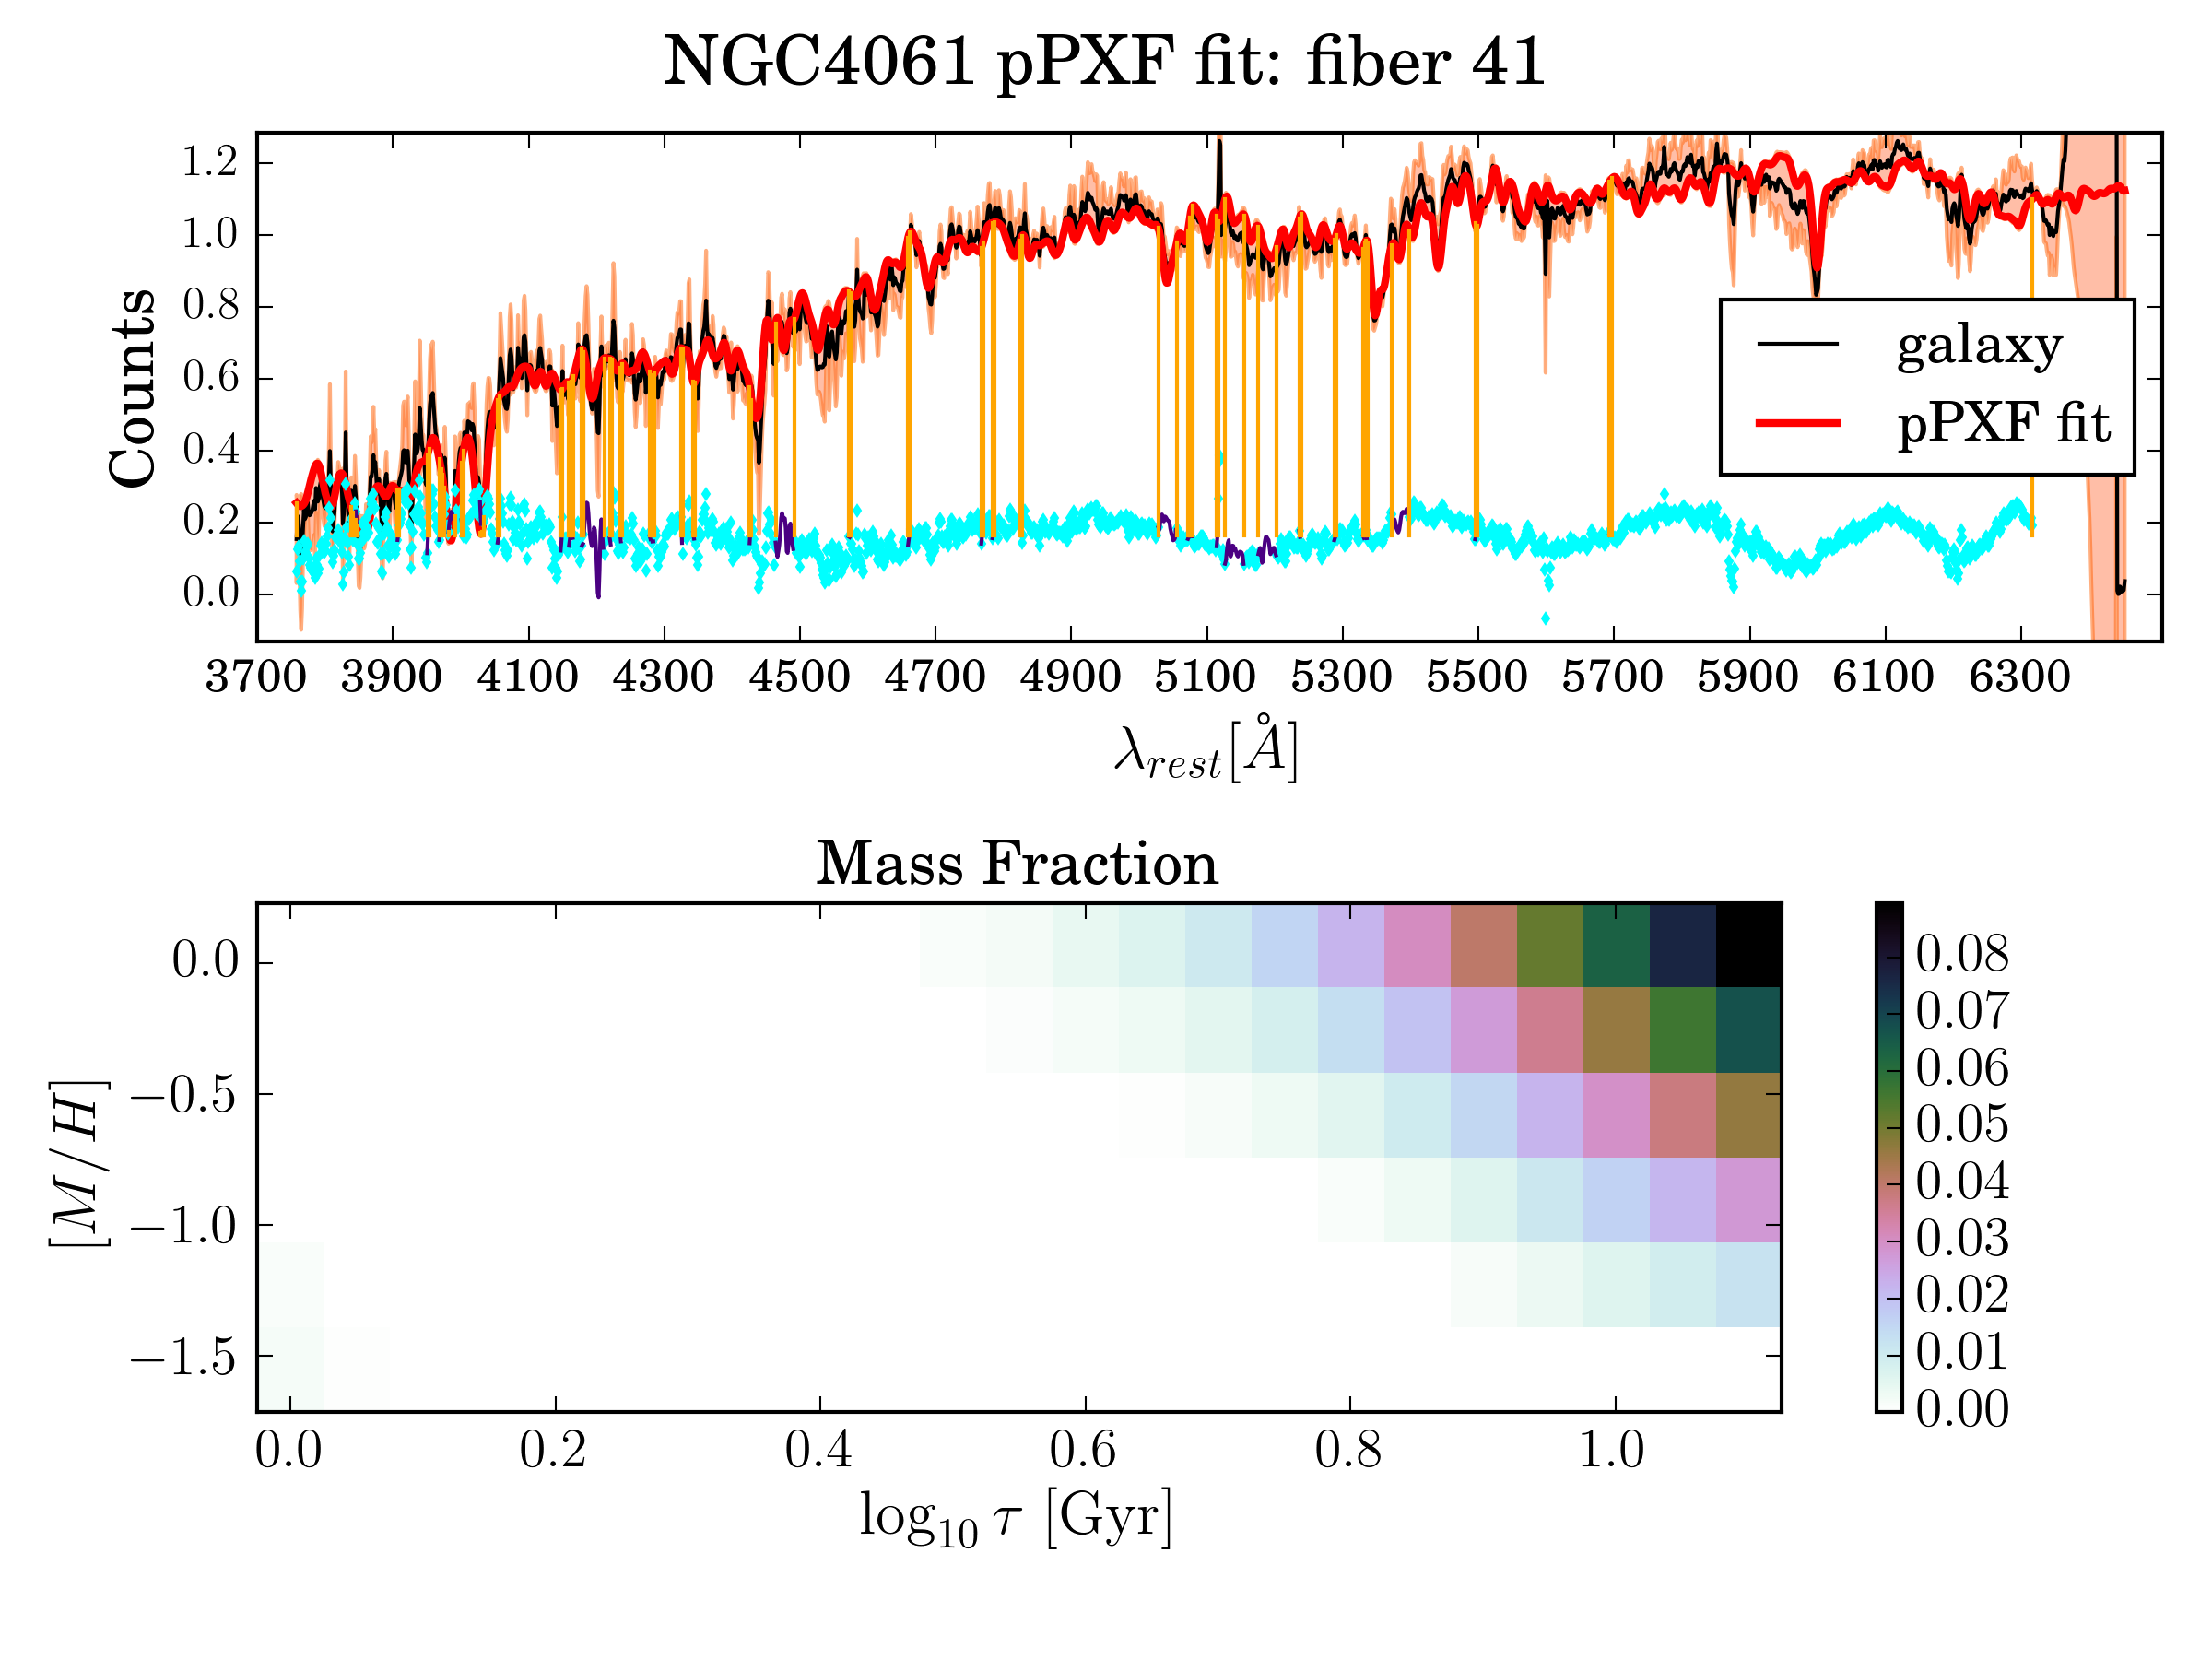 NGC4061 pPXF fit: fiber 41
1.2
1.0
0.8
0.6
0.4
0.2
0.0
Counts
galaxy
pPXF fit
3700 3900 4100 4300 4500 4700 4900 5100 5300 5500 5700 5900 6100 6300
λrest[Å]
Mass Fraction
0.0
−0.5
−1.0
−1.5
[M/H]
0.0 0.2 0.4 0.6 0.8 1.0
log10 τ [Gyr]
0.08
0.07
0.06
0.05
0.04
0.03
0.02
0.01
0.00